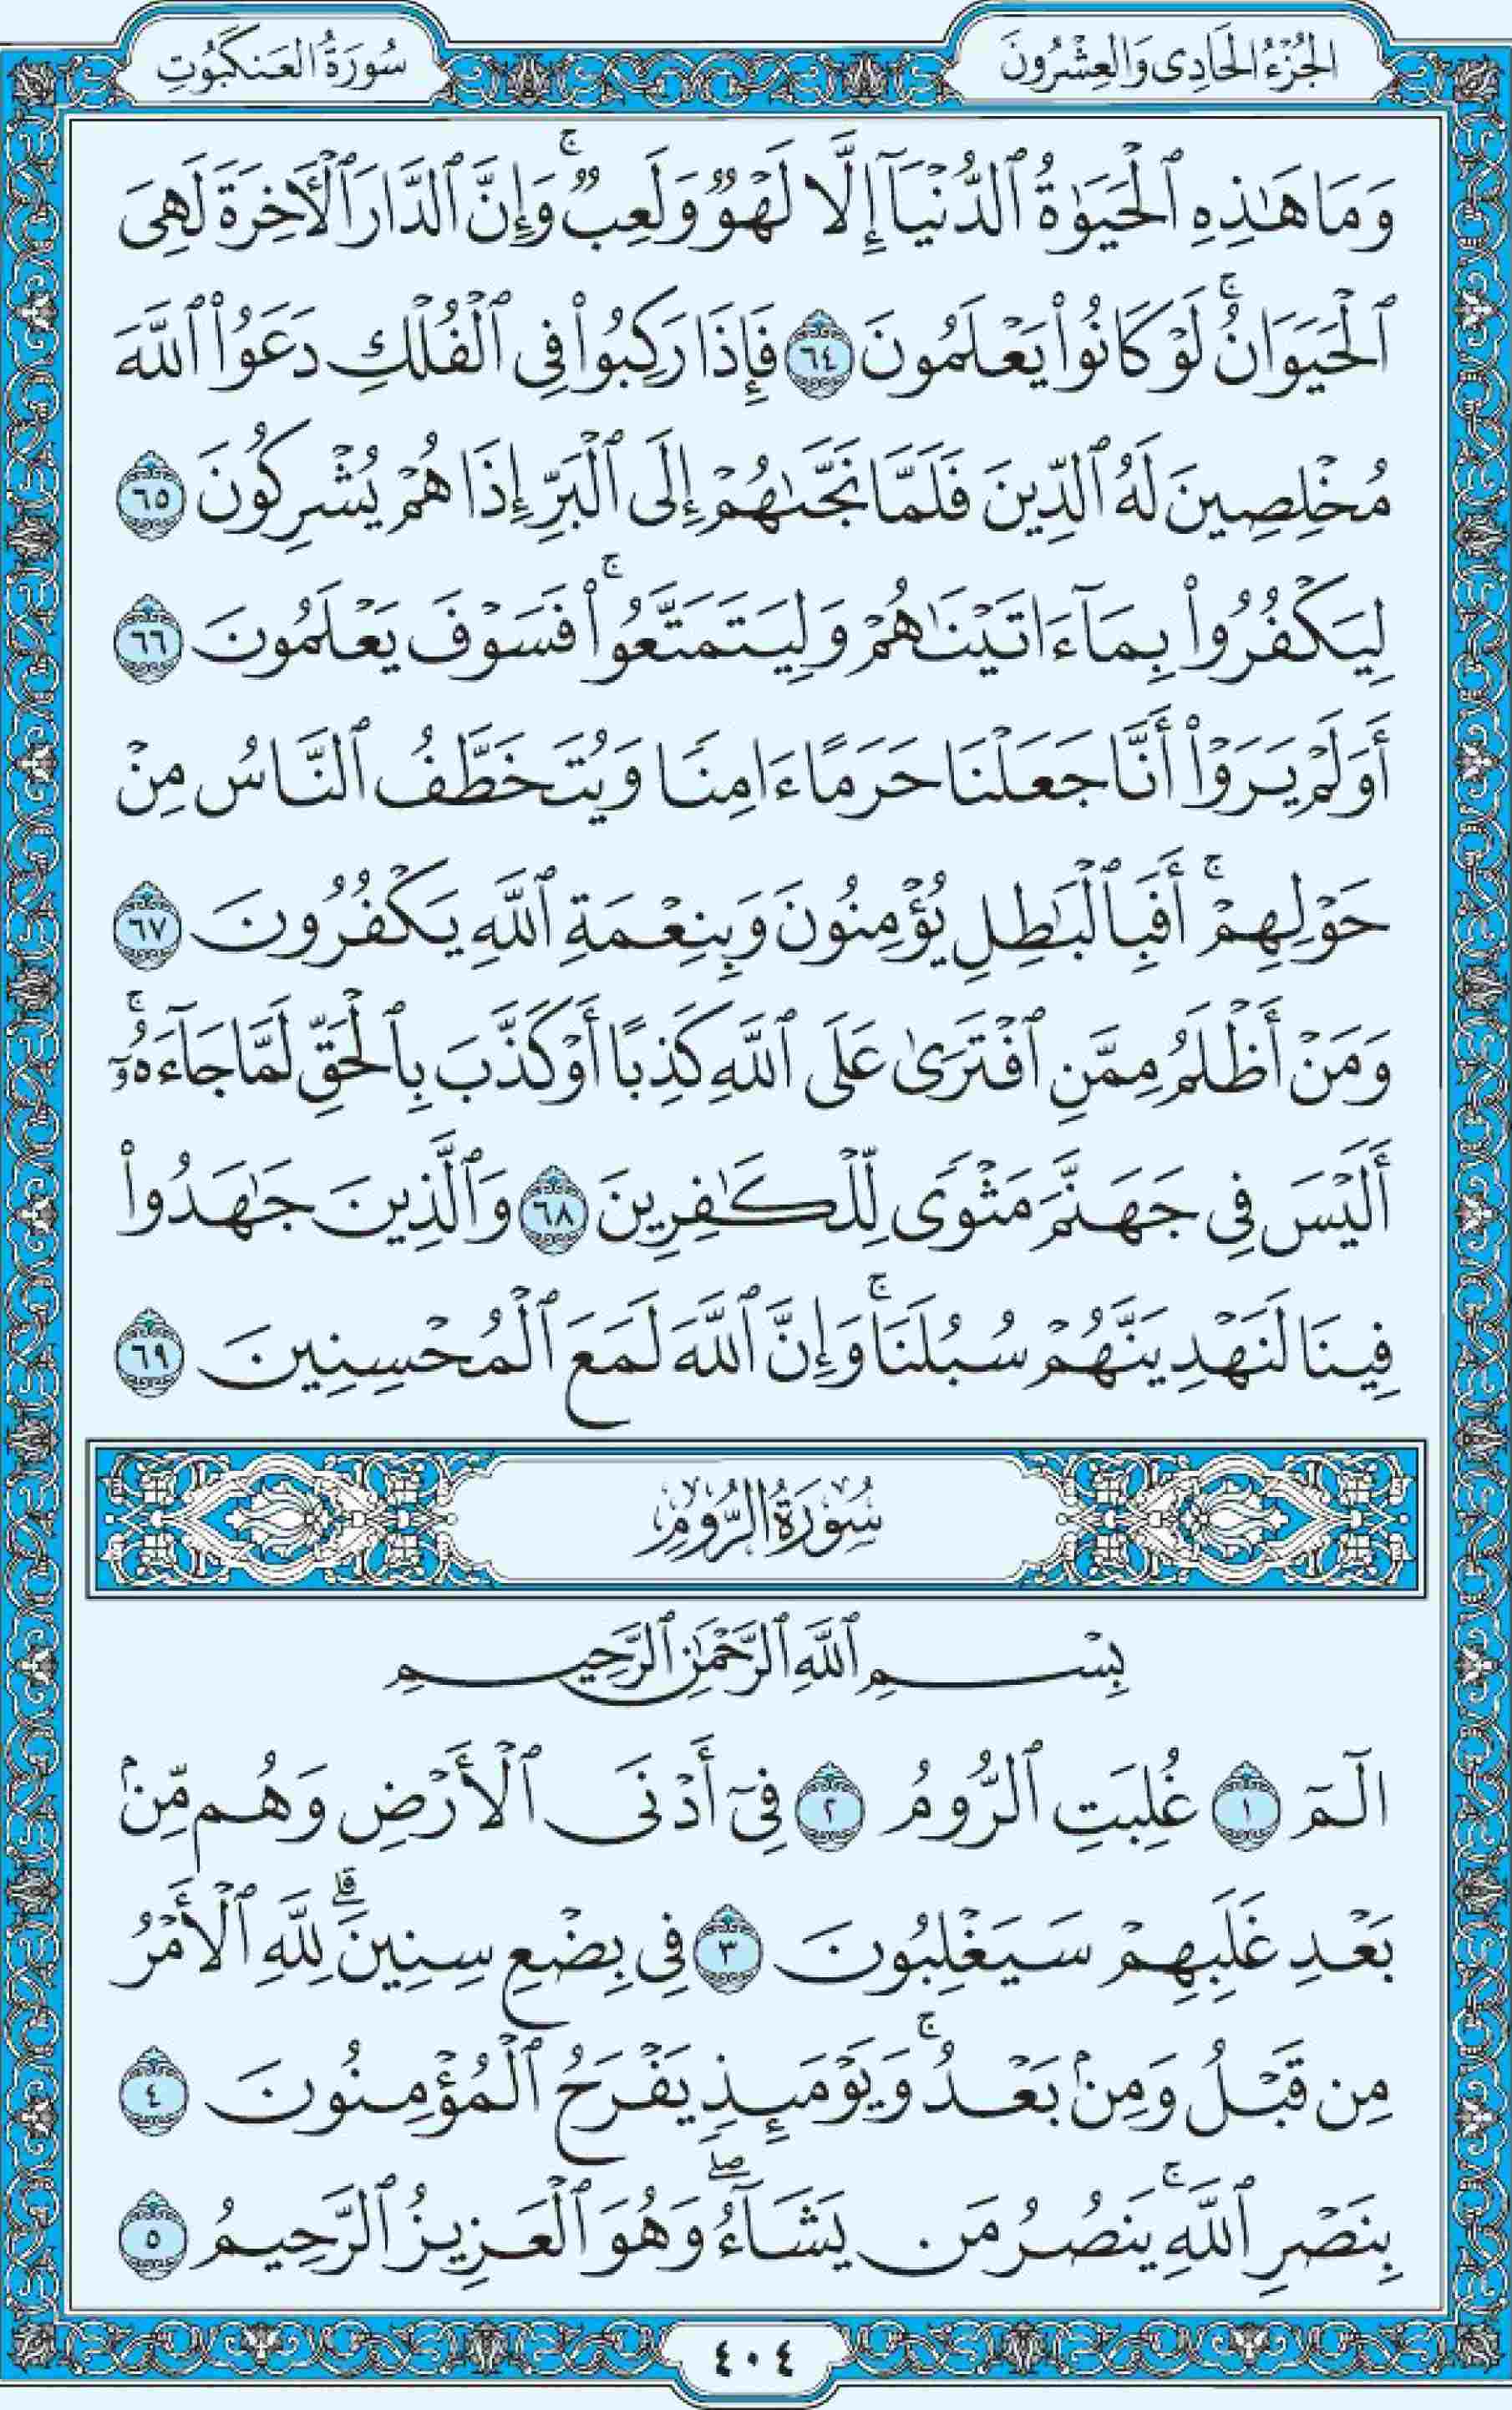 الجُزْءُ الحَادِي وَالعِشْرُونَ
سُورَةُ العَنكَبُوتِ
وَمَا هَٰذِهِ ٱلْحَيَوٰةُ ٱلدُّنْيَآ إِلَّا لَهْوٌ وَلَعِبٌ ۚ وَإِنَّ ٱلدَّارَ ٱلْأَخِرَةَ لَهِىَ
ٱلْحَيَوَانُ ۚ لَوْ كَانُوا۟ يَعْلَمُونَ ٦٤ فَإِذَا رَكِبُوا۟ فِى ٱلْفُلْكِ دَعَوُا۟ ٱللَّهَ
مُخْلِصِينَ لَهُ ٱلدِّينَ فَلَمَّا نَجَّىٰهُمْ إِلَى ٱلْبَرِّ إِذَا هُمْ يُشْرِكُونَ ٦٥
لِيَكْفُرُوا۟ بِمَآ ءَاتَيْنَٰهُمْ وَلِيَتَمَتَّعُوا۟ ۚ فَسَوْفَ يَعْلَمُونَ ٦٦
أَوَلَمْ يَرَوْا۟ أَنَّا جَعَلْنَا حَرَمًا ءَامِنًا وَيُتَخَطَّفُ ٱلنَّاسُ مِنْ
حَوْلِهِمْ ۚ أَفَبِٱلْبَٰطِلِ يُؤْمِنُونَ وَبِنِعْمَةِ ٱللَّهِ يَكْفُرُونَ ٦٧
وَمَنْ أَظْلَمُ مِمَّنِ ٱفْتَرَىٰ عَلَى ٱللَّهِ كَذِبًا أَوْ كَذَّبَ بِٱلْحَقِّ لَمَّا جَآءَهُۥٓ ۚ
أَلَيْسَ فِى جَهَنَّمَ مَثْوًى لِّلْكَٰفِرِينَ ٦٨ وَٱلَّذِينَ جَٰهَدُوا۟
فِينَا لَنَهْدِيَنَّهُمْ سُبُلَنَا ۚ وَإِنَّ ٱللَّهَ لَمَعَ ٱلْمُحْسِنِينَ ٦٩
سُورَةُ الرُّومِ
بِسْمِ ٱللَّهِ ٱلرَّحْمَٰنِ ٱلرَّحِيمِ
الٓمٓ ١ غُلِبَتِ ٱلرُّومُ ٢ فِىٓ أَدْنَى ٱلْأَرْضِ وَهُم مِّنۢ
بَعْدِ غَلَبِهِمْ سَيَغْلِبُونَ ٣ فِى بِضْعِ سِنِينَ ۗ لِلَّهِ ٱلْأَمْرُ
مِن قَبْلُ وَمِنۢ بَعْدُ ۚ وَيَوْمَئِذٍ يَفْرَحُ ٱلْمُؤْمِنُونَ ٤
بِنَصْرِ ٱللَّهِ ۚ يَنصُرُ مَن يَشَآءُ ۖ وَهُوَ ٱلْعَزِيزُ ٱلرَّحِيمُ ٥
٤٠٤